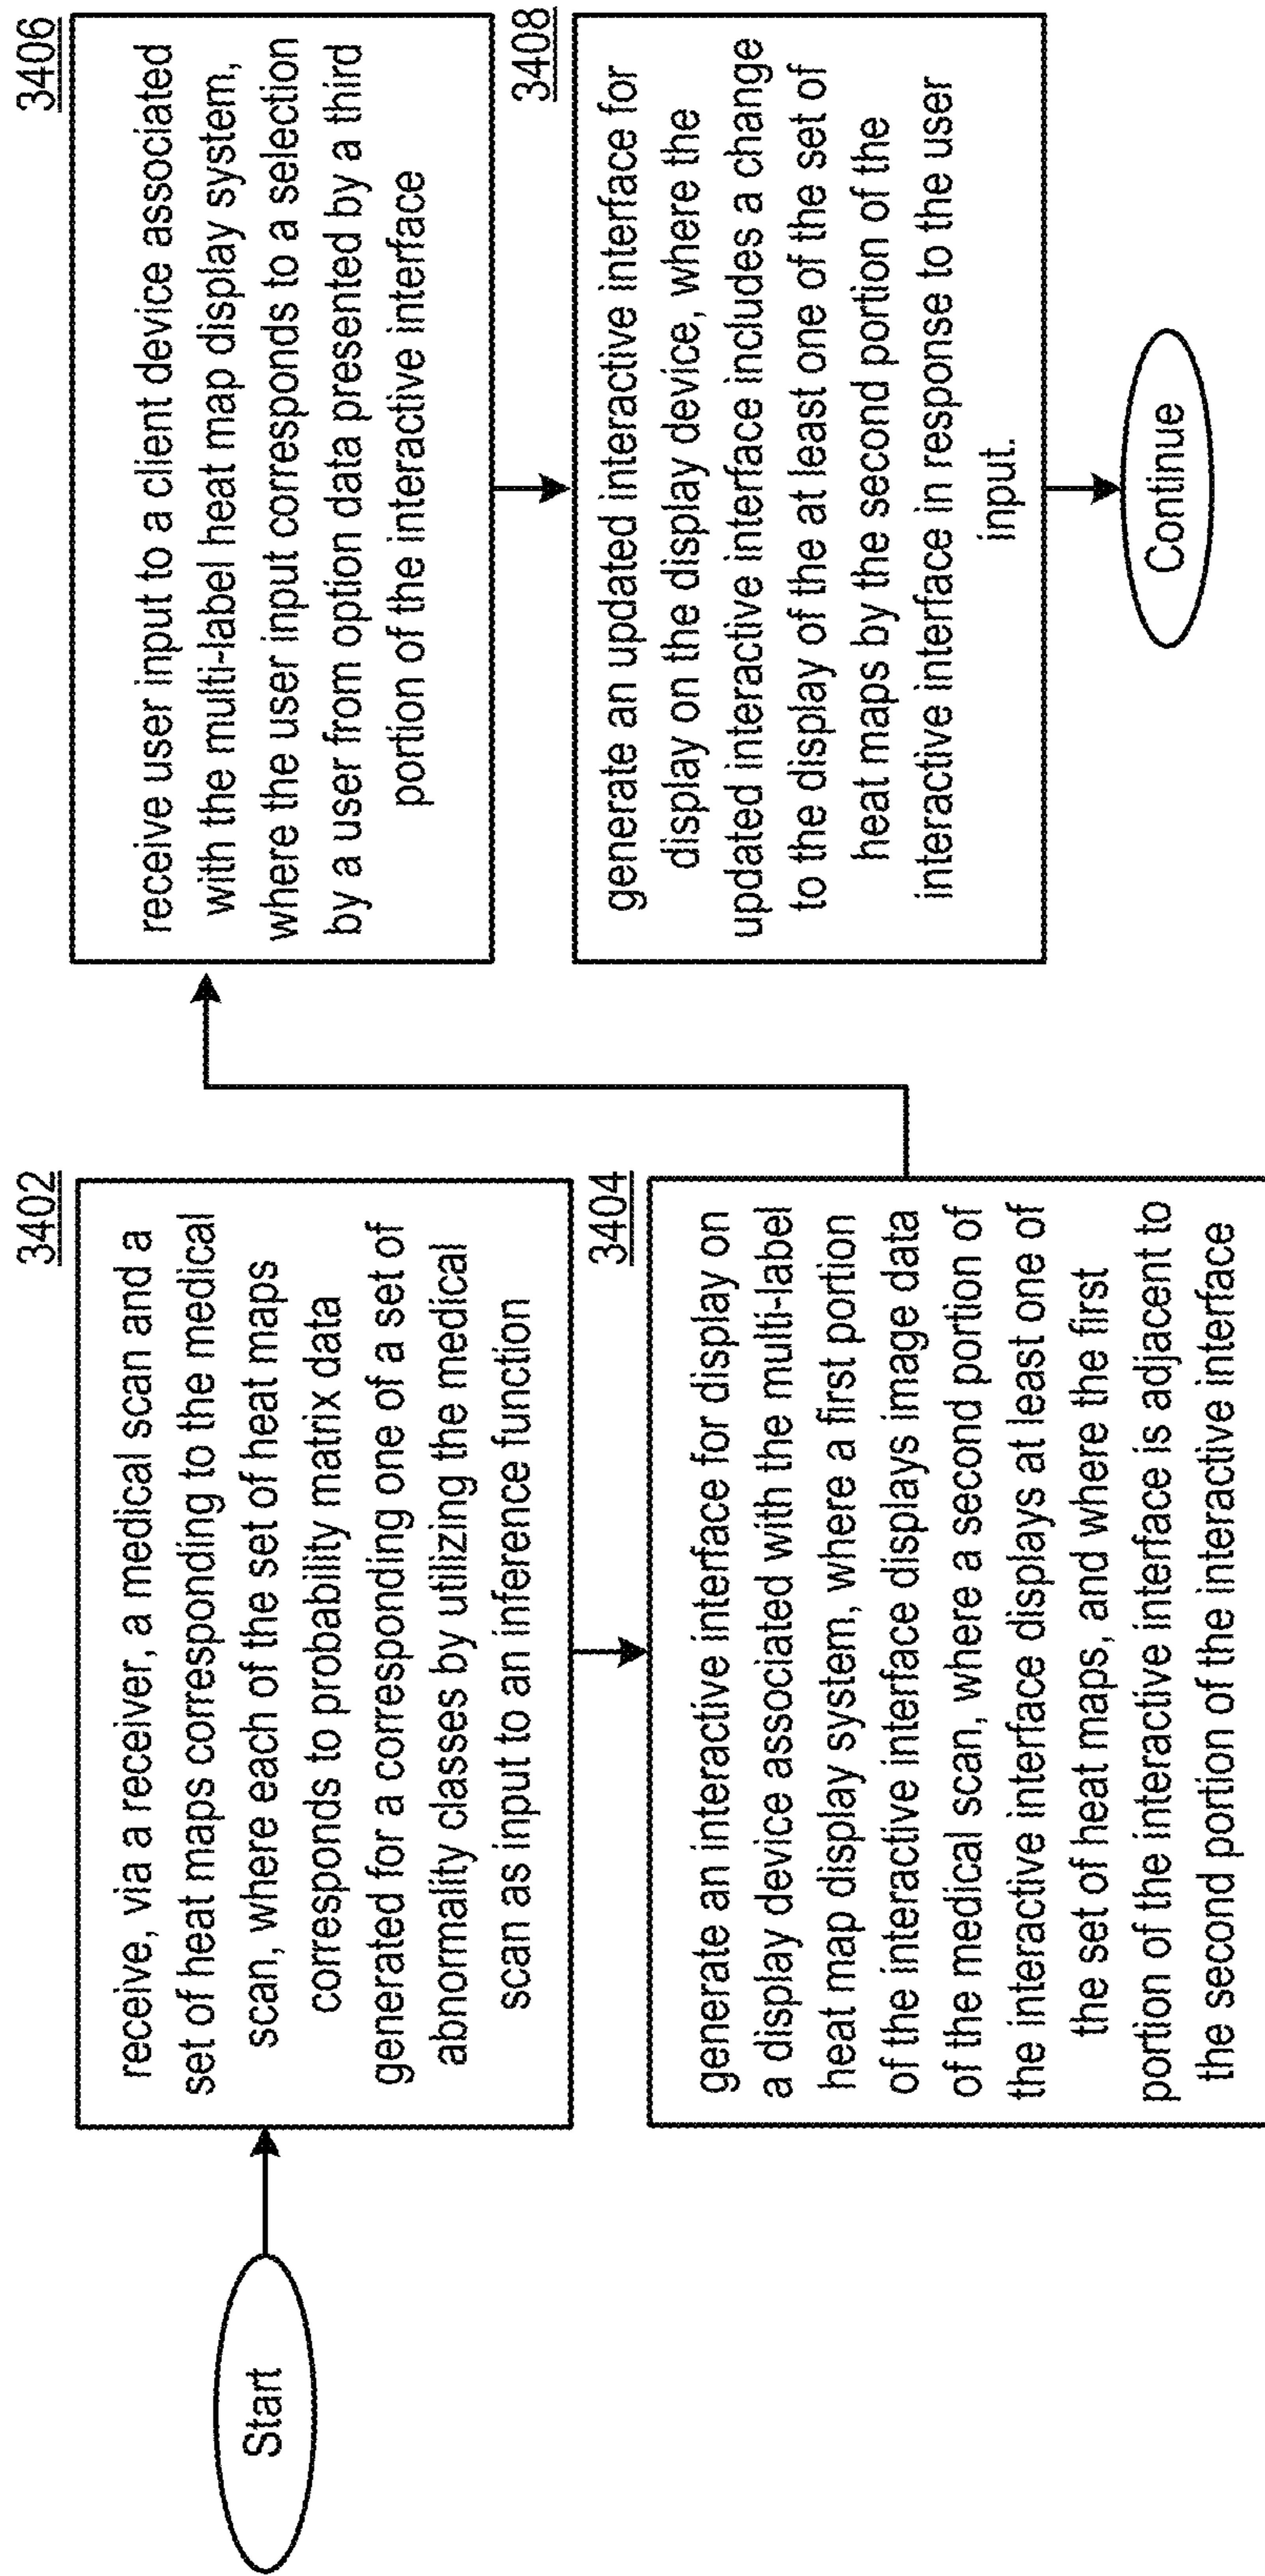 Start
3402
receive, via a receiver, a medical scan and a
set of heat maps corresponding to the medical
scan, where each of the set of heat maps
corresponds to probability matrix data
generated for a corresponding one of a set of
abnormality classes by utilizing the medical
scan as input to an inference function
3404
generate an interactive interface for display on
a display device associated with the multi-label
heat map display system, where a first portion
of the interactive interface displays image data
of the medical scan, where a second portion of
the interactive interface displays at least one of
the set of heat maps, and where the first
portion of the interactive interface is adjacent to
the second portion of the interactive interface
3406
receive user input to a client device associated
with the multi-label heat map display system,
where the user input corresponds to a selection
by a user from option data presented by a third
portion of the interactive interface
3408
generate an updated interactive interface for
display on the display device, where the
updated interactive interface includes a change
to the display of the at least one of the set of
heat maps by the second portion of the
interactive interface in response to the user
input.
Continue